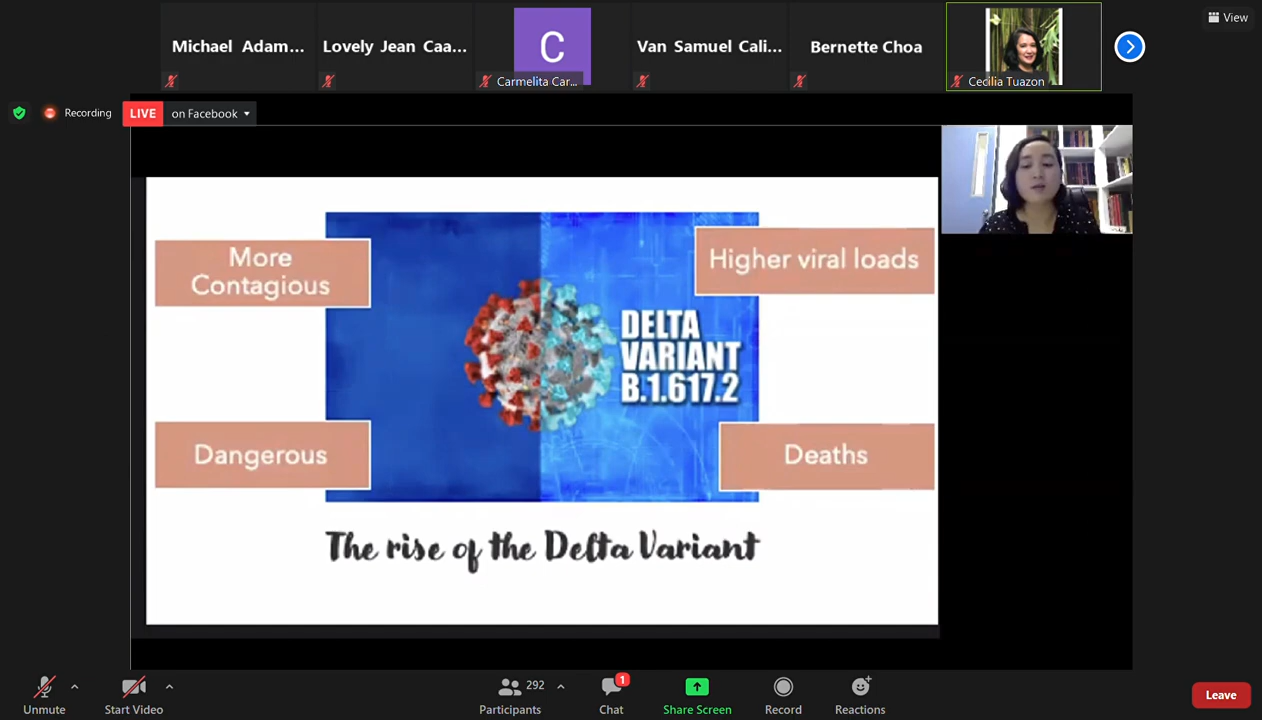 View
Michael Adam...
Lovely Jean Caa...
C
Carmelita Car...
Van Samuel Cali...
Bernette Choa
Cecilia Tuazon
Recording
LIVE
on Facebook
More
Contagious
Higher viral loads
DELTA
VARIANT
B.1.617.2
Dangerous
Deaths
The rise of the Delta Variant
Unmute
Start Video
292
Participants
1
Chat
Share Screen
Record
Reactions
Leave